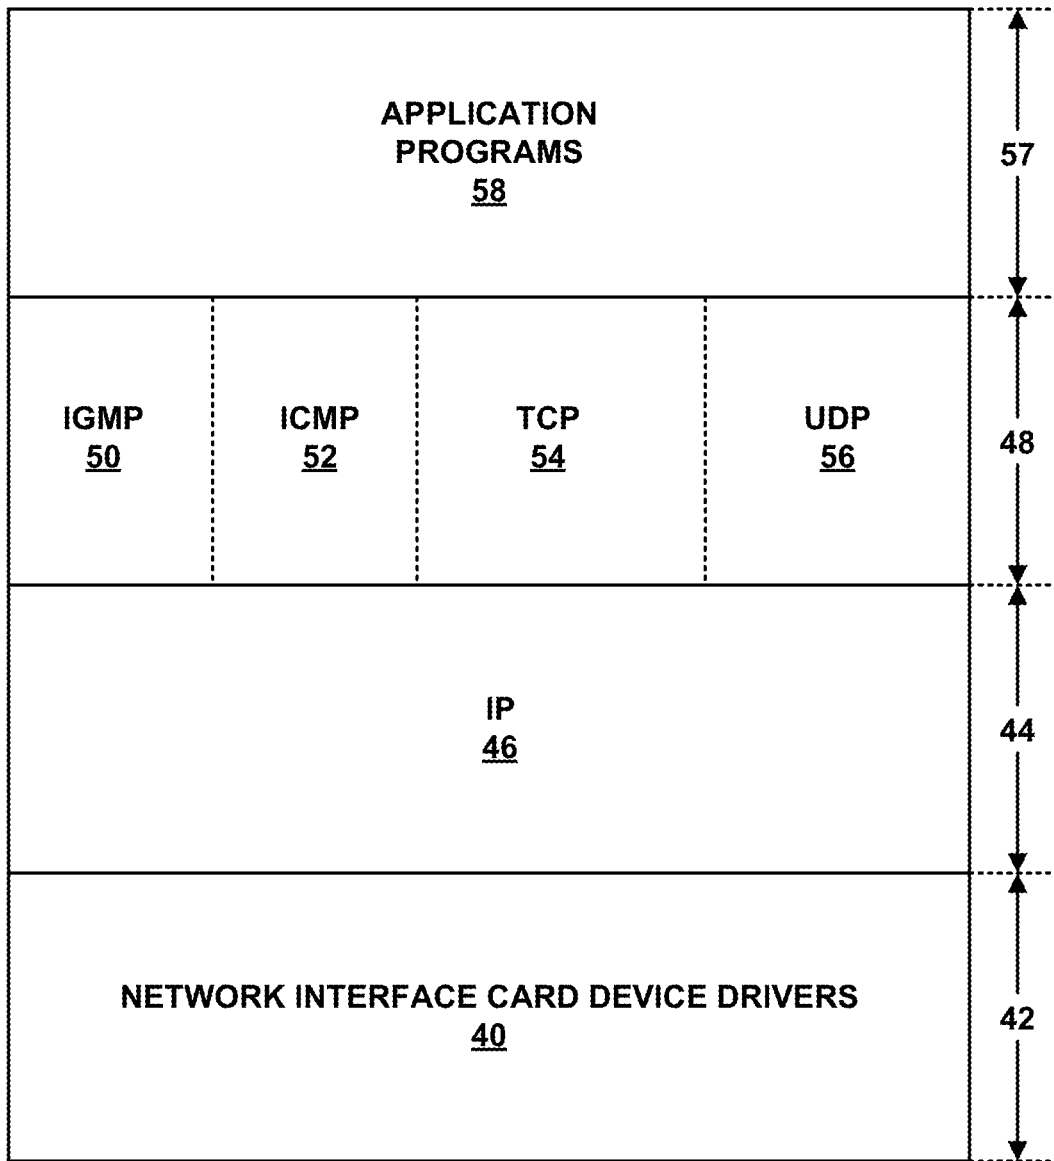 APPLICATION
PROGRAMS
58
57
IGMP
50
ICMP
52
TCP
54
UDP
56
48
IP
46
44
NETWORK INTERFACE CARD DEVICE DRIVERS
40
42